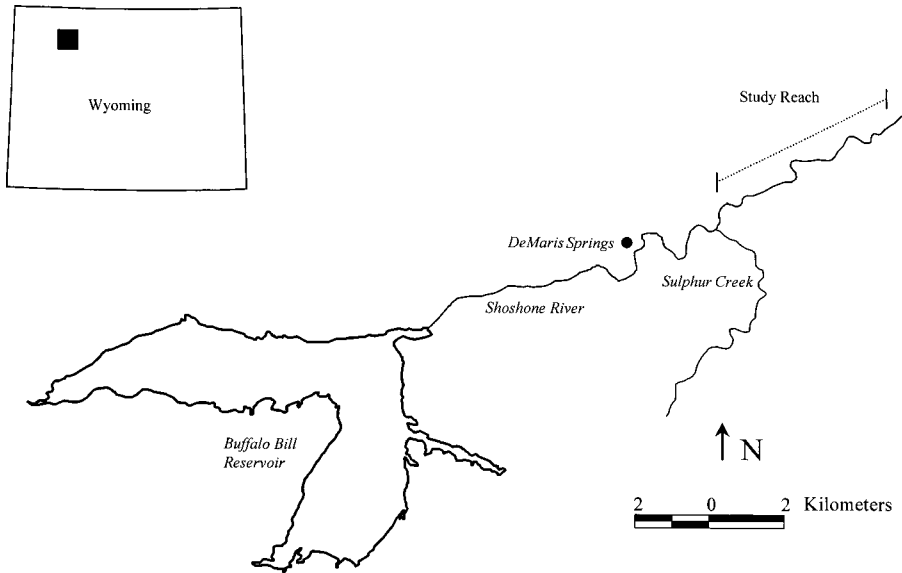 Wyoming
Study Reach
DeMaris Springs
Sulphur Creek
Shoshone River
Buffalo Bill
Reservoir
N
2 0 2 Kilometers